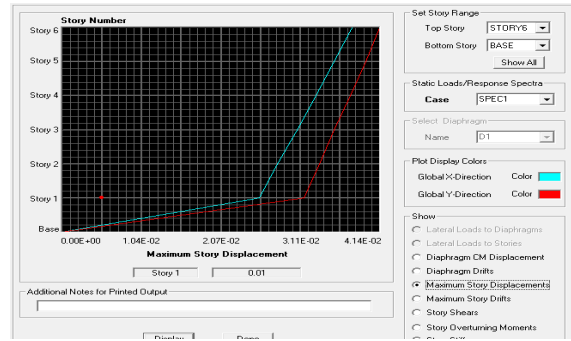 Story Number
Story 6
Story 5
Story 4
Story 3
Story 2
Story 1
Base
0.00E+00 1.04E-02 2.07E-02 3.11E-02 4.14E-02
Maximum Story Displacement
Story 1 0.01
Additional Notes for Printed Output
Display Done
Set Story Range
Top Story STORY6
Bottom Story BASE
Show All
Static Loads/Response Spectra
Case SPEC1
Select Diaphragm
Name D1
Plot Display Colors
Global X-Direction Color
Global Y-Direction Color
Show
Lateral Loads to Diaphragms
Lateral Loads to Stories
Diaphragm CM Displacement
Diaphragm Drifts
Maximum Story Displacements
Maximum Story Drifts
Story Shears
Story Overturning Moments